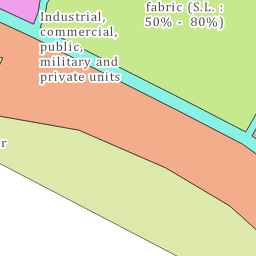 fabric (S.L. :
50% - 80%)
Industrial,
commercial,
public,
military and
private units
r